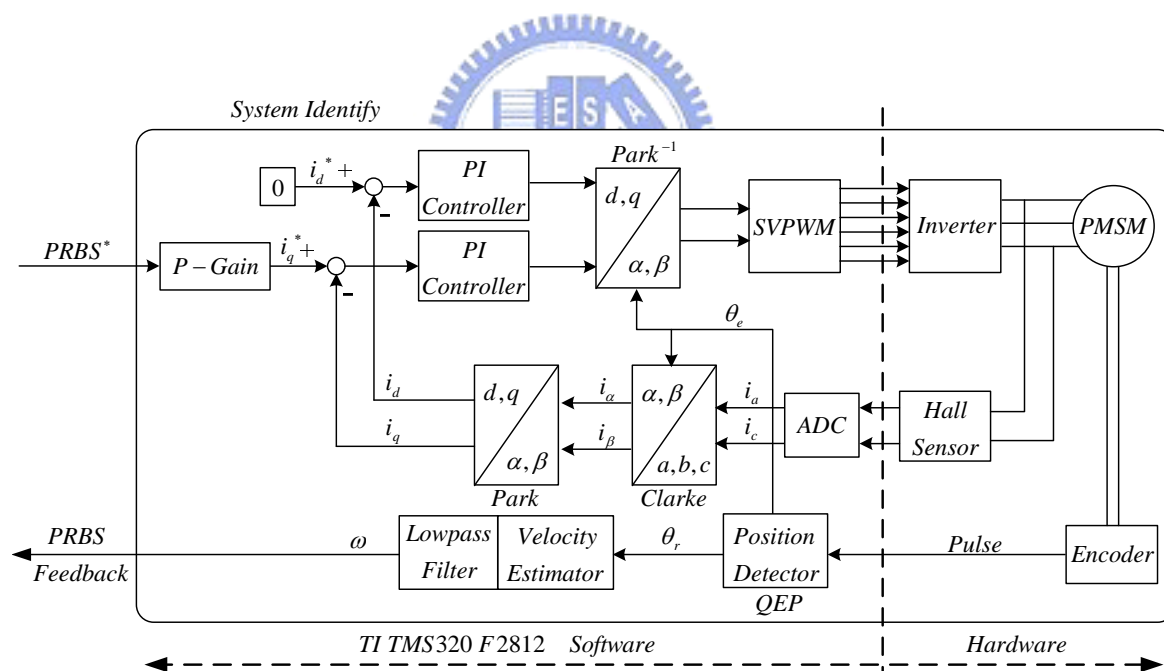 E S A
System Identify
Park⁻¹
0
i_d* +
PI
Controller
d, q
α, β
SVPWM
Inverter
PMSM
PRBS*
P – Gain
i_q* +
PI
Controller
-
-
θ_e
i_d
i_q
d, q
α, β
Park
i_α
i_β
α, β
a, b, c
Clarke
i_a
i_c
ADC
Hall
Sensor
PRBS
Feedback
ω
Lowpass
Filter
Velocity
Estimator
θ_r
Position
Detector
QEP
Pulse
Encoder
TI TMS320 F2812 Software
Hardware